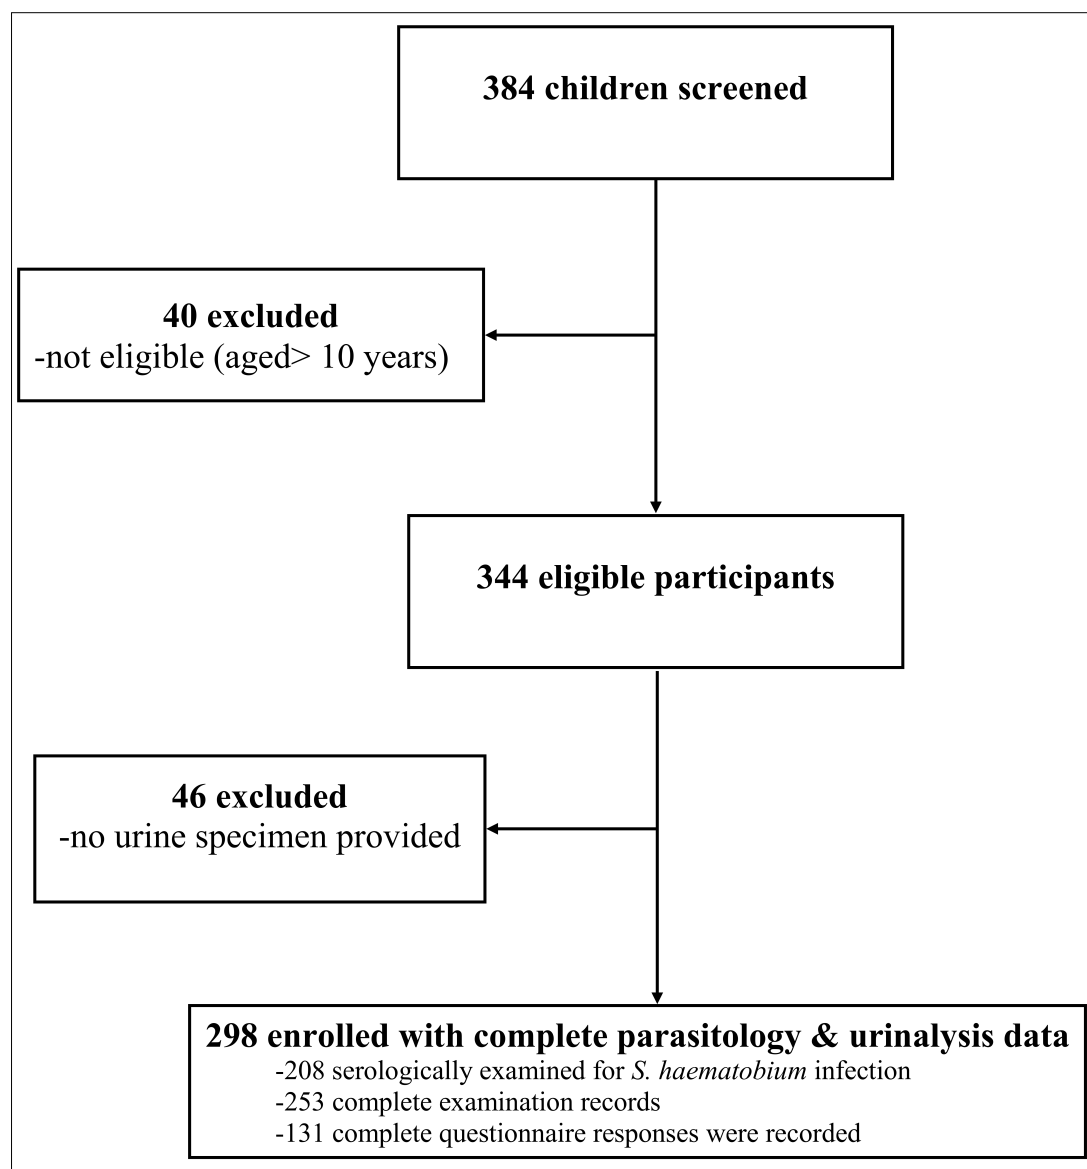 384 children screened
40 excluded
-not eligible (aged> 10 years)
344 eligible participants
46 excluded
-no urine specimen provided
298 enrolled with complete parasitology & urinalysis data
-208 serologically examined for S. haematobium infection
-253 complete examination records
-131 complete questionnaire responses were recorded